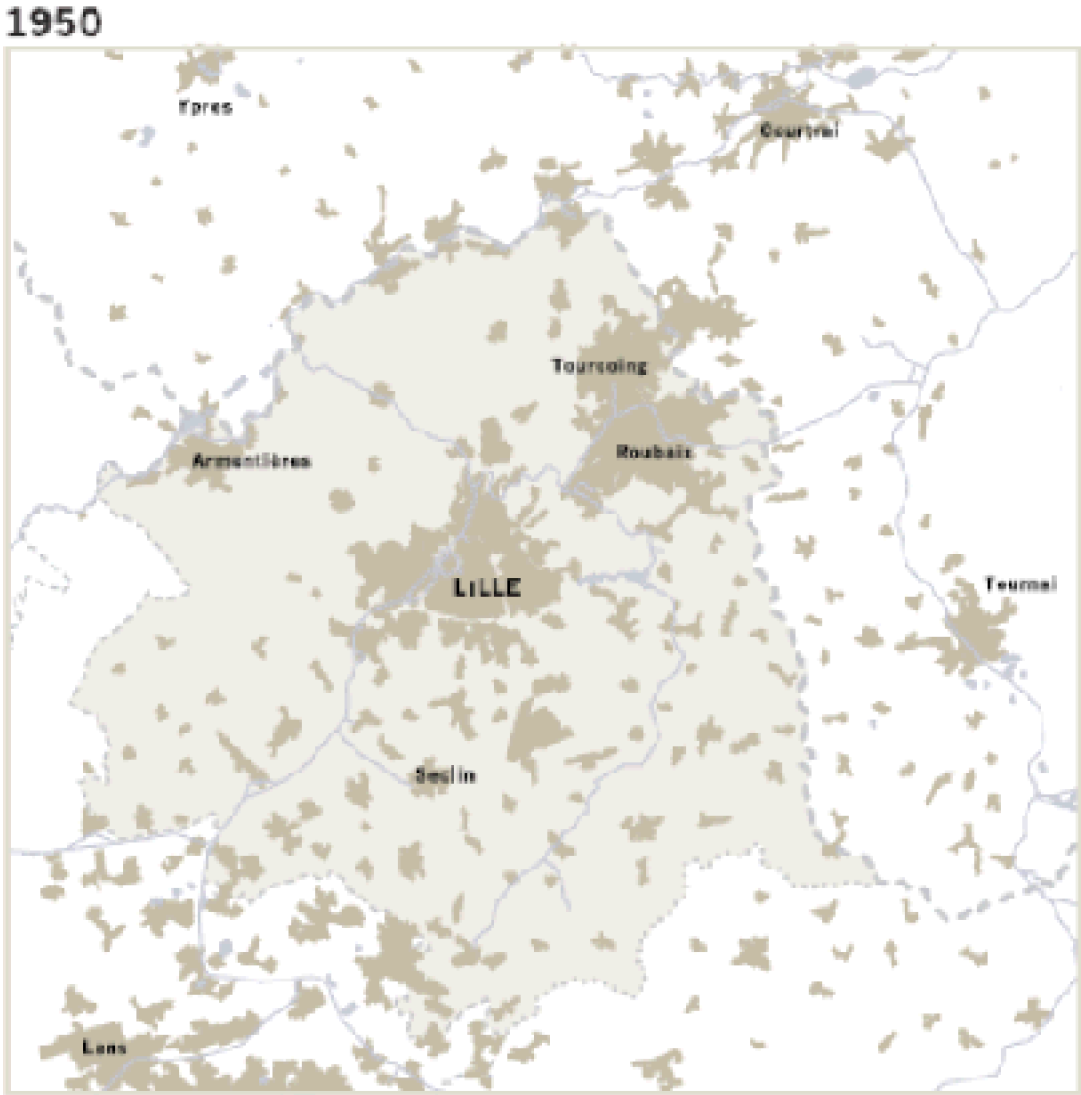 1950
Ypres
Courtrai
Tourcoing
Roubaix
Armentières
LILLE
Tournai
Seclin
Lens